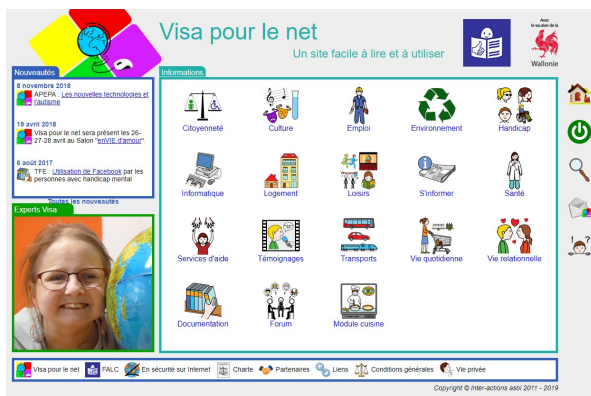 Visa pour le net
Un site facile à lire et à utiliser
Avec
le soutien de la
Wallonie
Nouveautés
8 novembre 2018
APEPA : Les nouvelles technologies et
l'autisme
19 avril 2018
Visa pour le net sera présent les 26-
27-28 avril au Salon "enVIE d'amour".
6 août 2017
TFE : Utilisation de Facebook par les
personnes avec handicap mental
Toutes les nouveautés
Experts Visa
Informations
Citoyenneté
Culture
Emploi
Environnement
Handicap
Informatique
Logement
Loisirs
S'informer
Santé
Services d'aide
Témoignages
Transports
Vie quotidienne
Vie relationnelle
Documentation
Forum
Module cuisine
Visa pour le net
FALC
En sécurité sur Internet
Charte
Partenaires
Liens
Conditions générales
Vie privée
Copyright © Inter-actions asbl 2011 - 2019